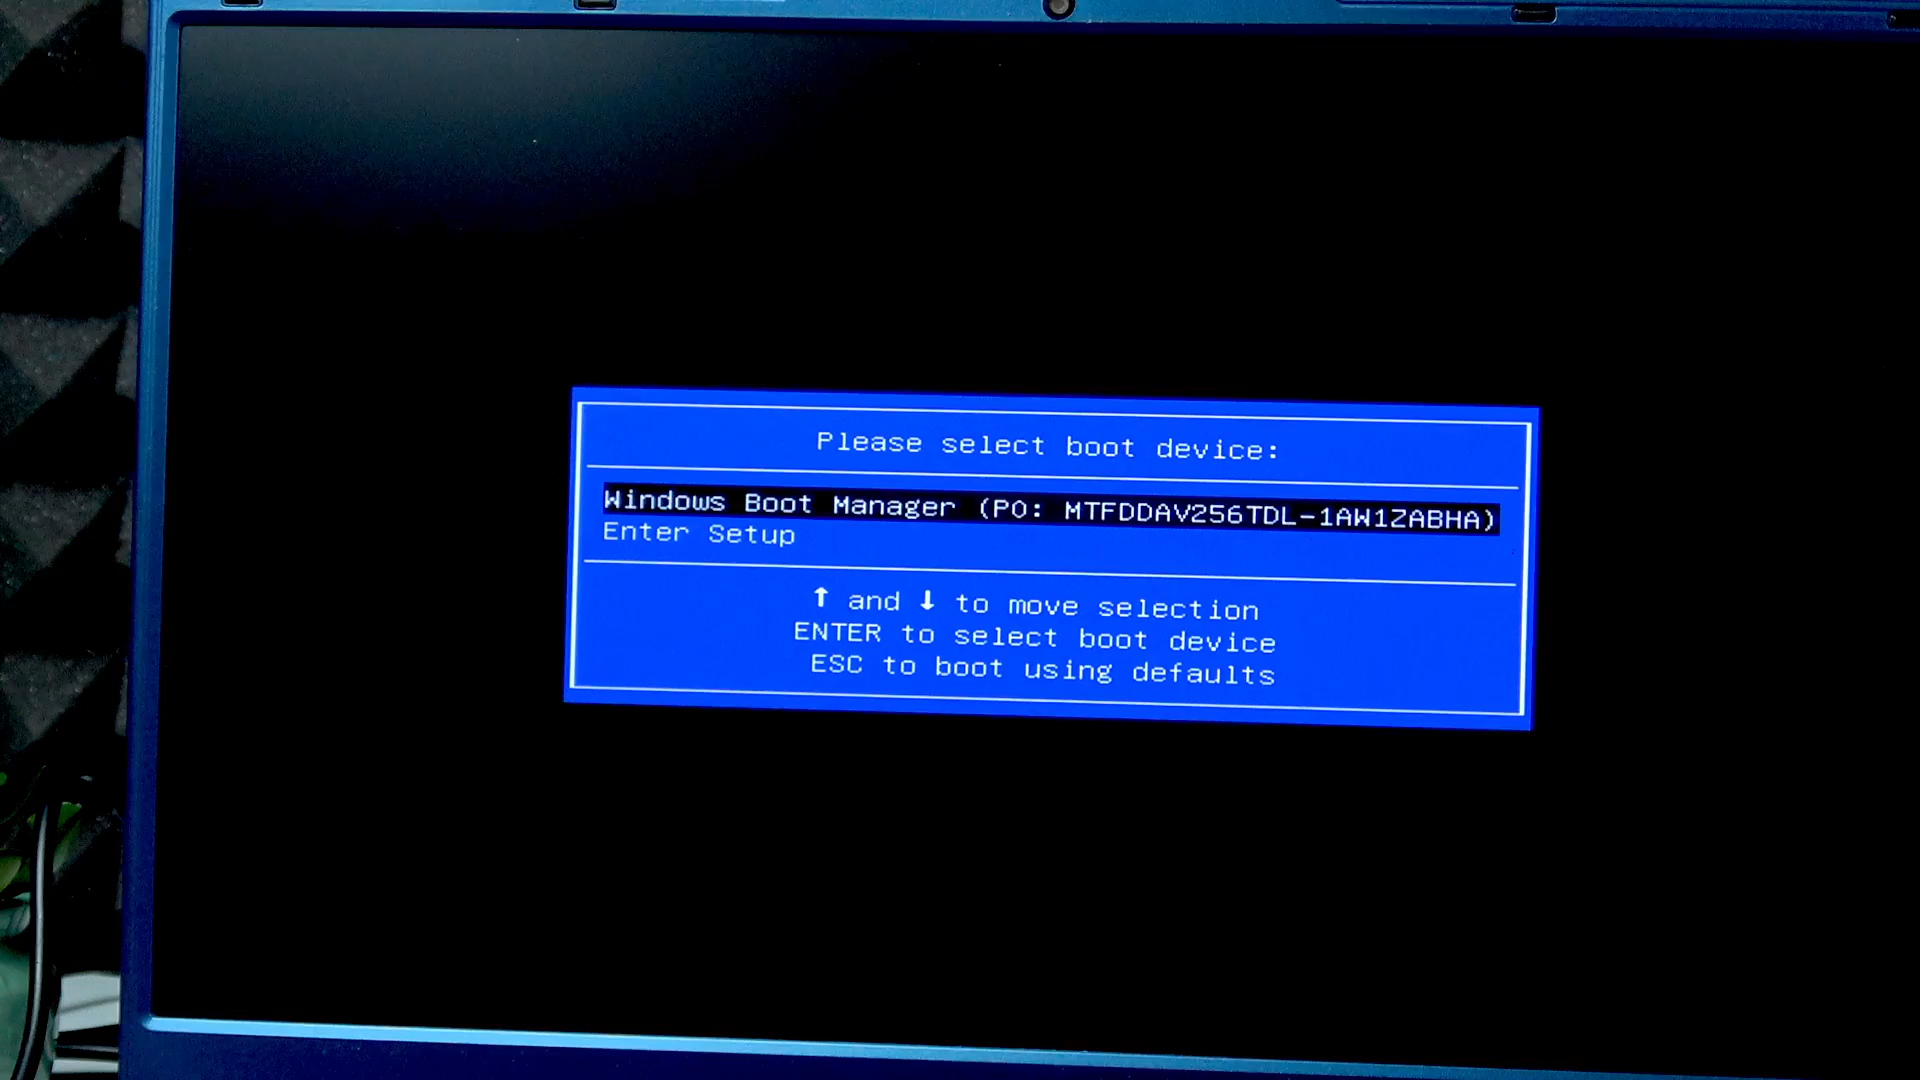 Please select boot device:
Windows Boot Manager (P0: MTFDDAV256TDL-1AW1ZABHA)
Enter Setup
↑ and ↓ to move selection
ENTER to select boot device
ESC to boot using defaults